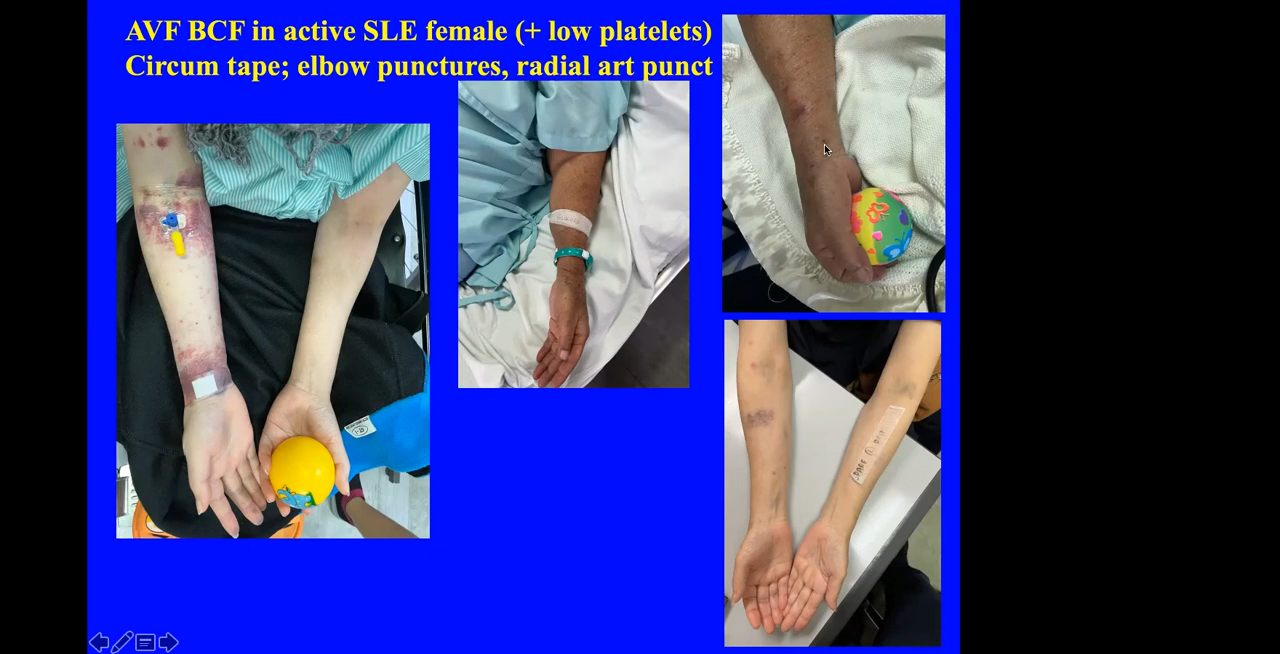 AVF BCF in active SLE female (+ low platelets)
Circum tape; elbow punctures, radial art punct